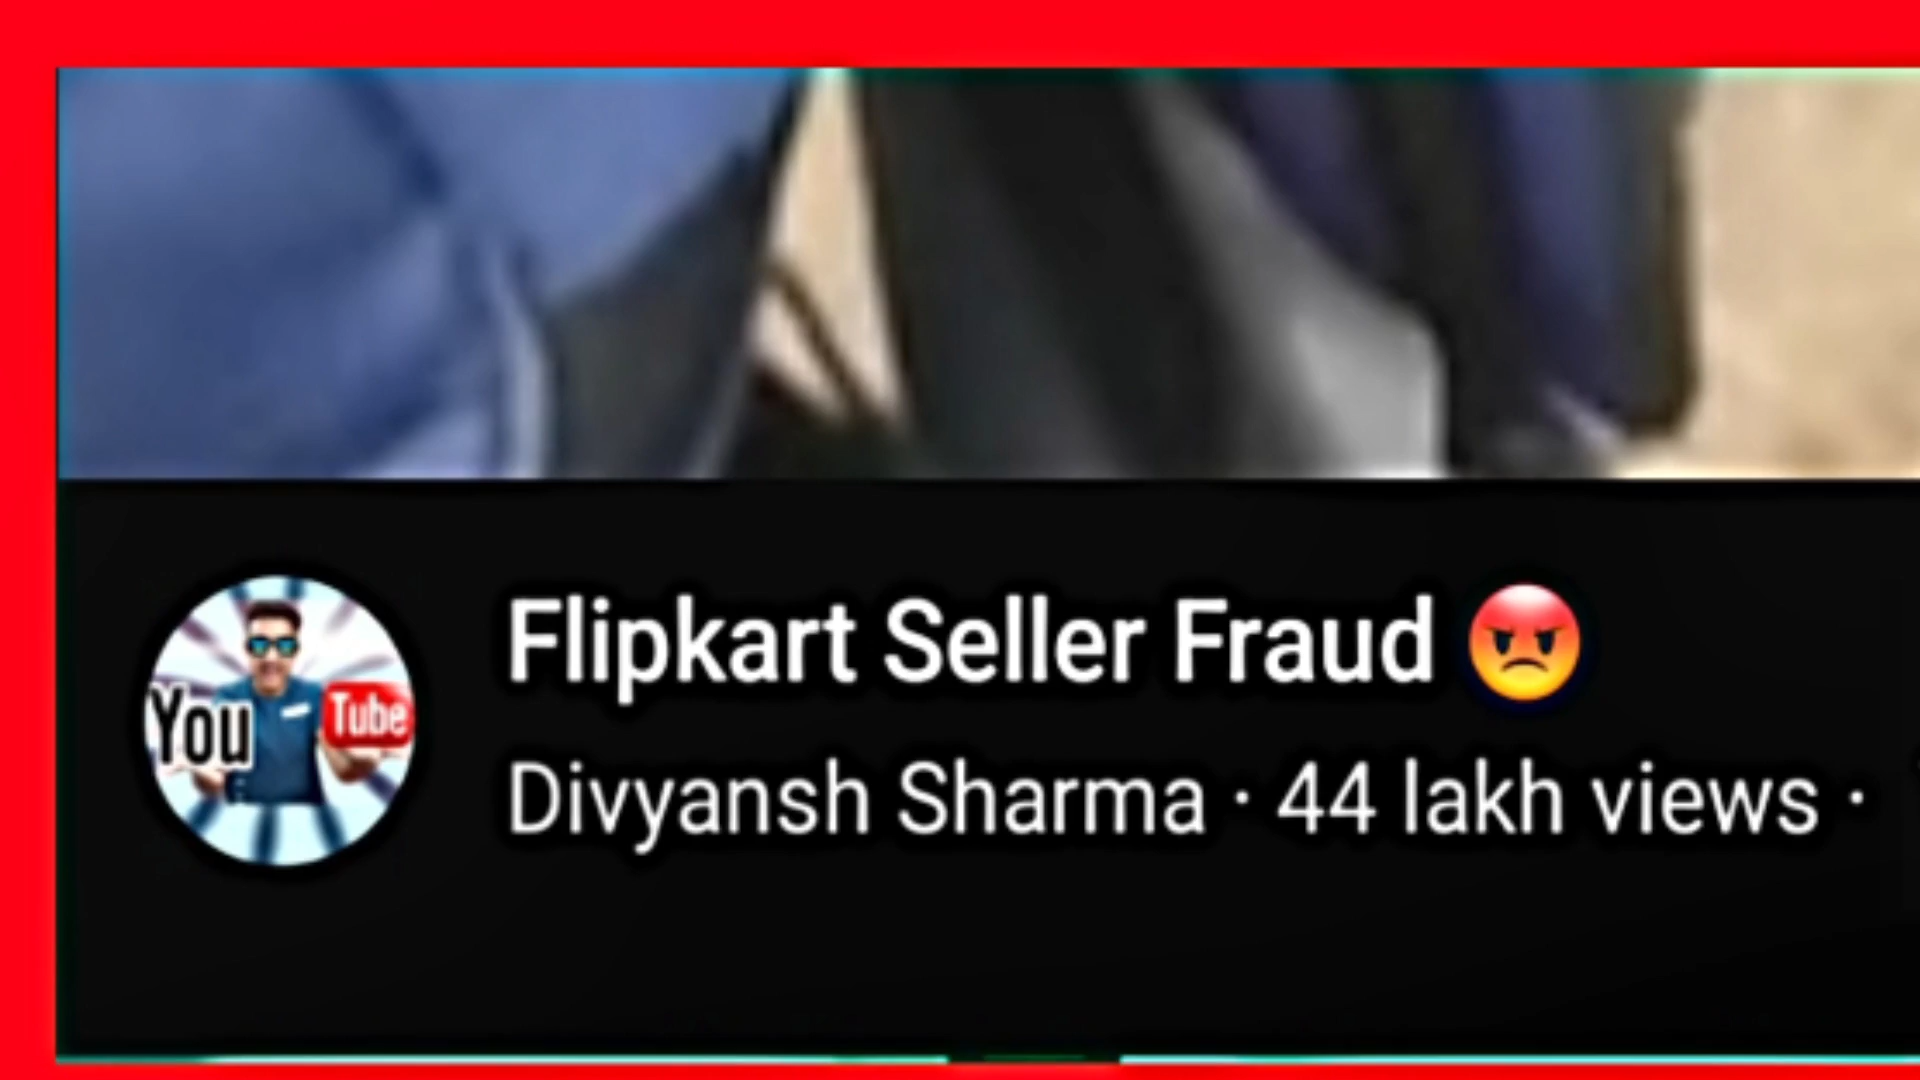 Flipkart Seller Fraud 😡
Divyansh Sharma · 44 lakh views ·
You
Tube